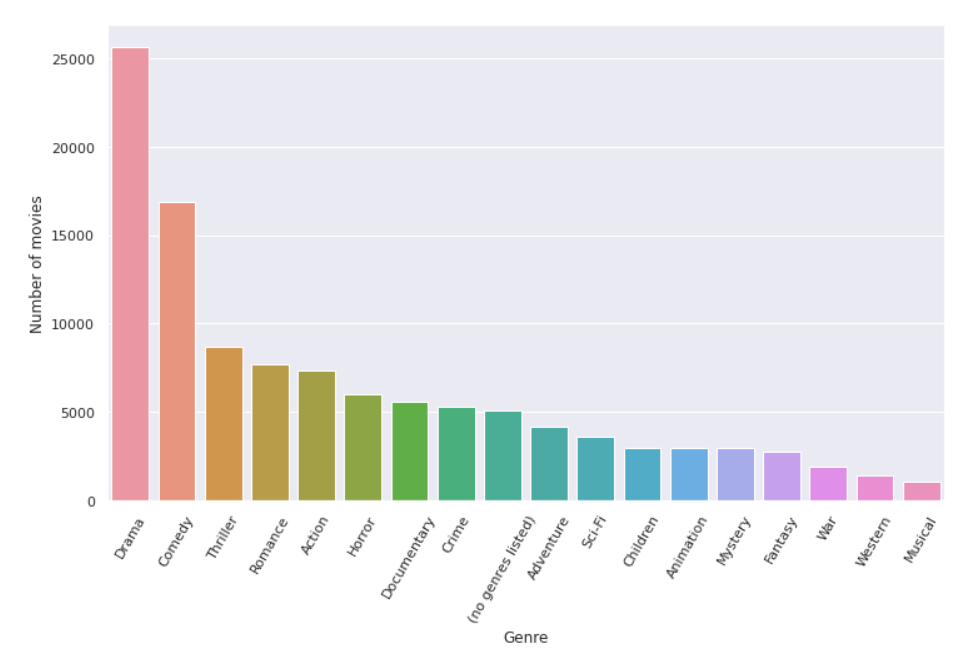 25000
20000
15000
10000
5000
0
Number of movies
Drama
Comedy
Thriller
Romance
Action
Horror
Documentary
Crime
(no genres listed)
Adventure
Sci-Fi
Children
Animation
Mystery
Fantasy
War
Western
Musical
Genre